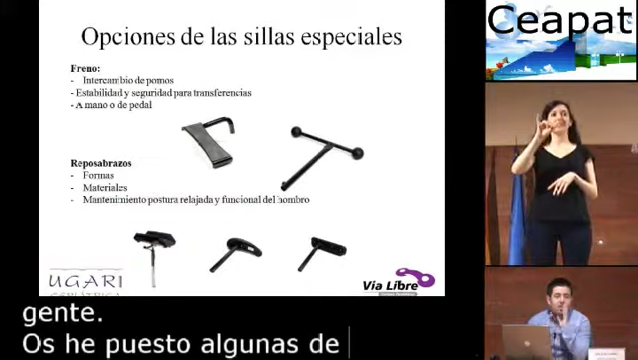 Ceapat
Opciones de las sillas especiales
Freno:
- Intercambio de pomos
- Estabilidad y seguridad para transferencias
- A mano o de pedal
Reposabrazos
- Formas
- Materiales
- Mantenimiento postura relajada y funcional del hombro
UGARI
Vía Libre
gente.
Os he puesto algunas de